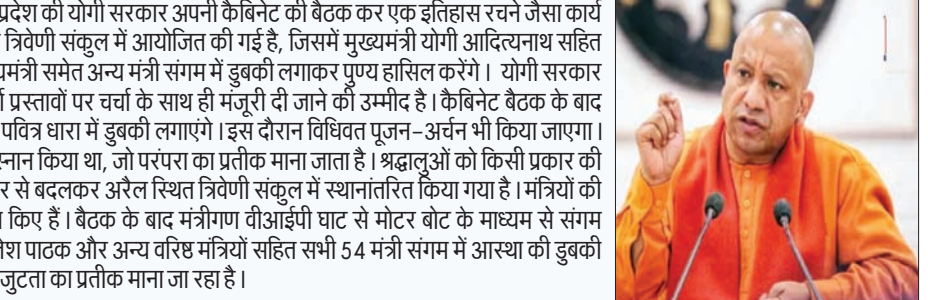 प्रदेश की योगी सरकार अपनी कैबिनेट की बैठक कर एक इतिहास रचने जैसा कार्य
त्रिवेणी संकुल में आयोजित की गई है, जिसमें मुख्यमंत्री योगी आदित्यनाथ सहित
समेत अन्य मंत्री संगम में डुबकी लगाकर पुण्य हासिल करेंगे। योगी सरकार
प्रस्तावों पर चर्चा के साथ ही मंजूरी दी जाने की उम्मीद है। कैबिनेट बैठक के बाद
पवित्र धारा में डुबकी लगाएंगे। इस दौरान विधिवत पूजन-अर्चन भी किया जाएगा।
स्नान किया था, जो परंपरा का प्रतीक माना जाता है। श्रद्धालुओं को किसी प्रकार की
से बदलकर अरैल स्थित त्रिवेणी संकुल में स्थानांतरित किया गया है। मंत्रियों की
किए हैं। बैठक के बाद मंत्रीगण वीआईपी घाट से मोटर बोट के माध्यम से संगम
पाठक और अन्य वरिष्ठ मंत्रियों सहित सभी 54 मंत्री संगम में आस्था की डुबकी
का प्रतीक माना जा रहा है।